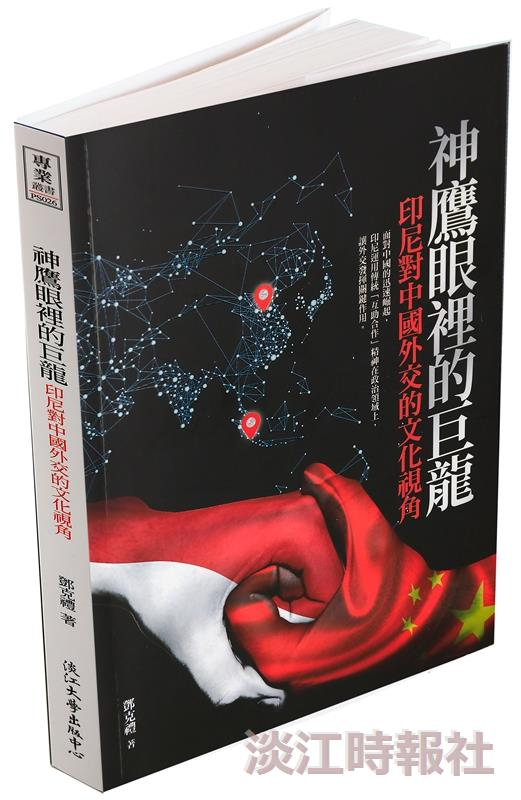 專業
叢書
PS026
神鷹眼裡的巨龍
印尼對中國外交的文化視角
鄧克禮 著
淡江大學出版中心
神鷹眼裡的巨龍
印尼對中國外交的文化視角
面對中國的迅速崛起，
印尼運用傳統「互助合作」精神在政治領域上
讓外交發揮關鍵作用。
鄧克禮 著
淡江時報社